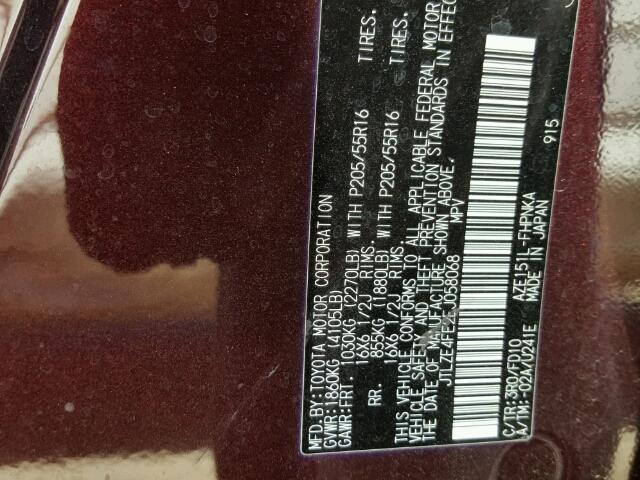 MFD. BY: TOYOTA MOTOR CORPORATION
GVWR: 1860KG (4105LB)
GAWR: FRT 1030KG (2270LB) WITH P205/55R16 TIRES.
16X6 1/2J RIMS.
RR. 855KG (1880LB) WITH P205/55R16 TIRES.
16X6 1/2J RIMS.
THIS VEHICLE CONFORMS TO ALL APPLICABLE FEDERAL MOTOR
VEHICLE SAFETY AND THEFT PREVENTION STANDARDS IN EFFECT
DATE OF MANUFACTURE SHOWN ABOVE.
JTLZE4FE2EJ058068 MPV
C/TR: 3R0/FD10 AZE151L-FHPNKA
A/TM: -02A/U241E MADE IN JAPAN
915